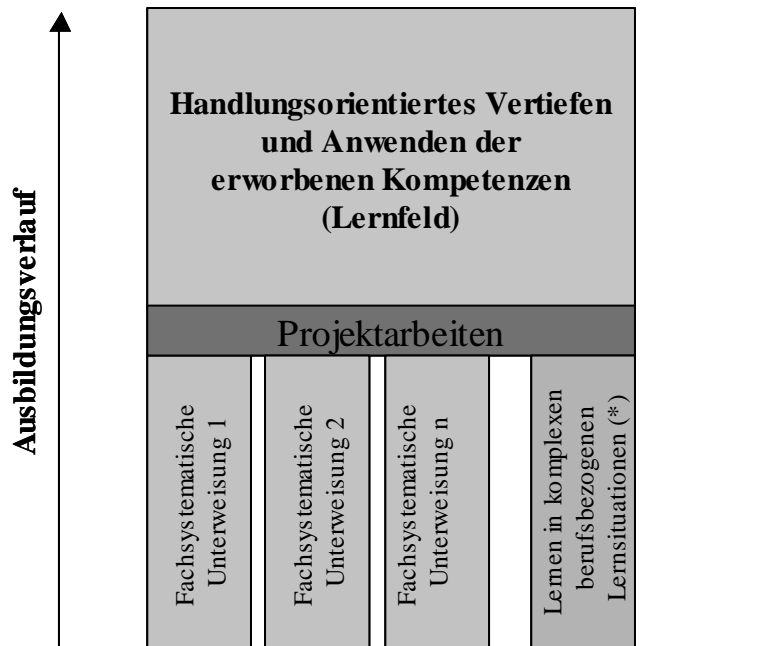 Handlungsorientiertes Vertiefen
und Anwenden der
erworbenen Kompetenzen
(Lernfeld)
Ausbildungsverlauf
Projektarbeiten
Fachsystematische
Unterweisung 1
Fachsystematische
Unterweisung 2
Fachsystematische
Unterweisung n
Lernen in komplexen
berufsbezogenen
Lernsituationen (*)